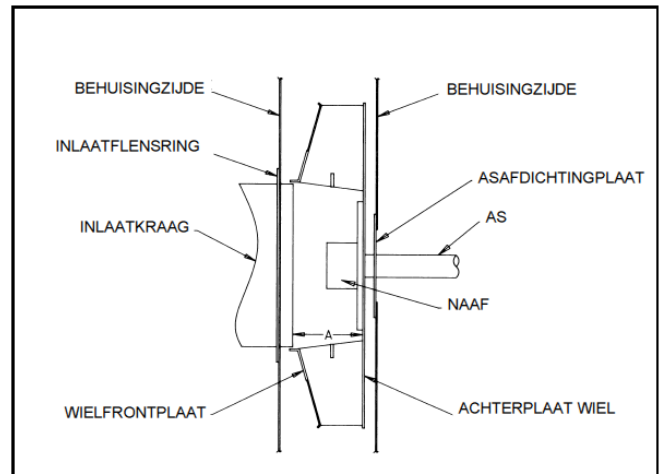 BEHUISINGZIJDE
BEHUISINGZIJDE
INLAATFLENSRING
ASAFDICHTINGPLAAT
INLAATKRAAG
AS
NAAF
A
WIELFRONTPLAAT
ACHTERPLAAT WIEL